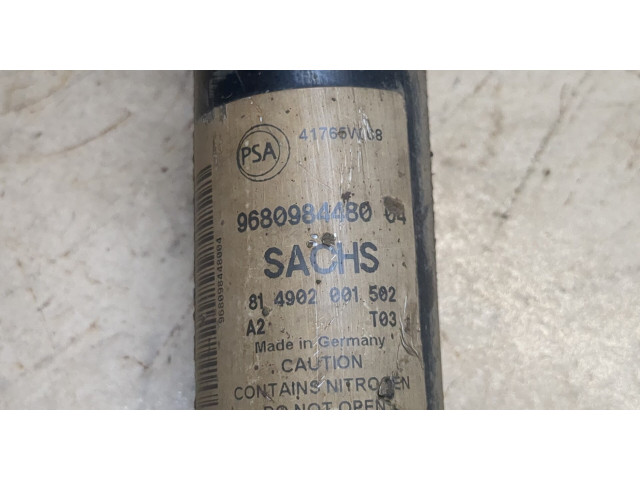 PSA
9680984480 04
SACHS
81 4902 001 502
A2 T03
Made in Germany
CAUTION
CONTAINS NITROGEN
DO NOT OPEN
968098448004